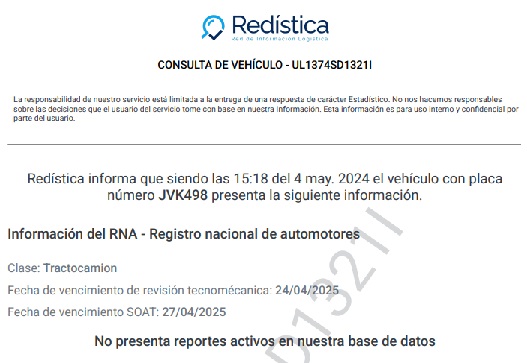 Redística
Red de Información Logística
CONSULTA DE VEHÍCULO - UL1374SD1321I
La responsabilidad de nuestro servicio está limitada a la entrega de una respuesta de carácter Estadístico. No nos hacemos responsables
sobre las decisiones que el usuario del servicio tome con base en nuestra información. Esta información es para uso interno y confidencial por
parte del usuario.
Redística informa que siendo las 15:18 del 4 may. 2024 el vehículo con placa
número JVK498 presenta la siguiente información.
Información del RNA - Registro nacional de automotores
Clase: Tractocamion
Fecha de vencimiento de revisión tecnomécanica: 24/04/2025
Fecha de vencimiento SOAT: 27/04/2025
No presenta reportes activos en nuestra base de datos
D1321I